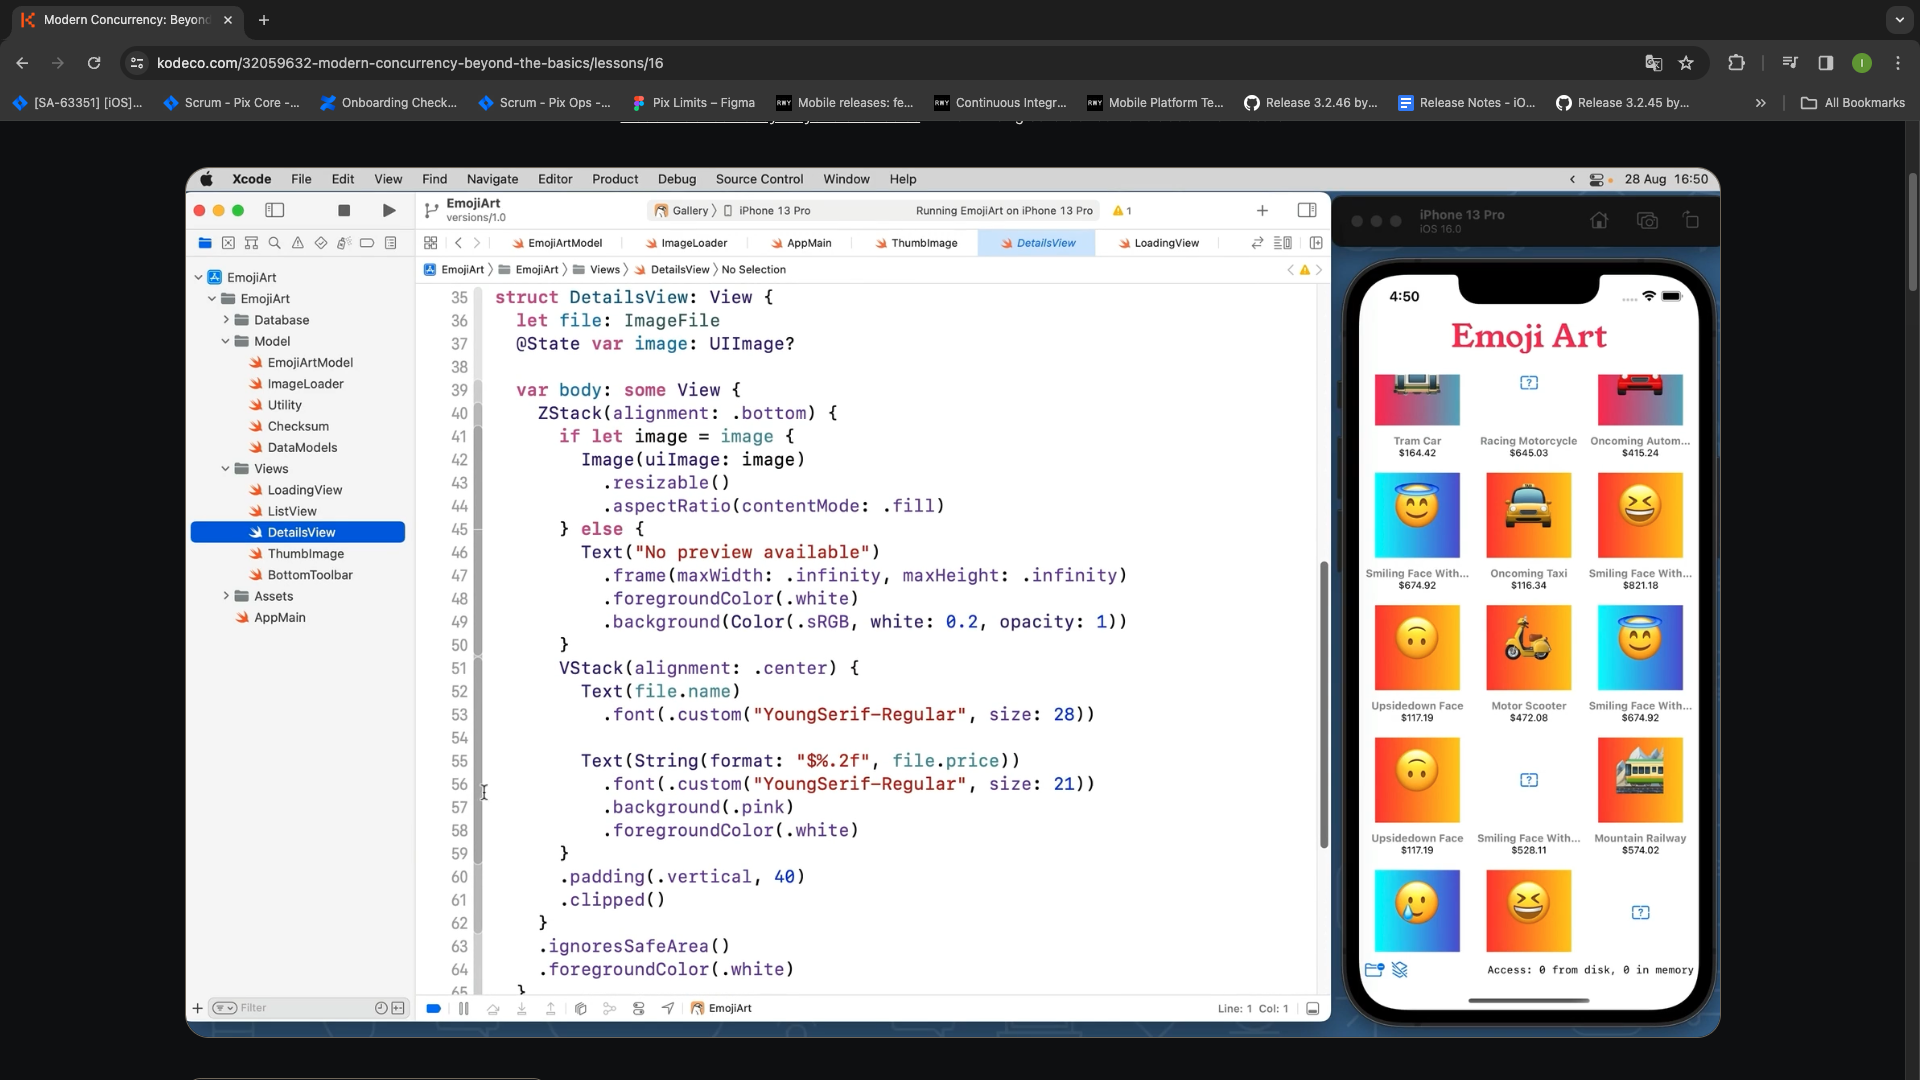 Modern Concurrency: Beyond
kodeco.com/32059632-modern-concurrency-beyond-the-basics/lessons/16
[SA-63351] [iOS]...
Scrum - Pix Core -...
Onboarding Check...
Scrum - Pix Ops -...
Pix Limits – Figma
RWY Mobile releases: fe...
RWY Continuous Integr...
RWY Mobile Platform Te...
Release 3.2.46 by...
Release Notes - iO...
Release 3.2.45 by...
All Bookmarks
Xcode File Edit View Find Navigate Editor Product Debug Source Control Window Help
28 Aug 16:50
EmojiArt
versions/1.0
Gallery iPhone 13 Pro
Running EmojiArt on iPhone 13 Pro
1
EmojiArtModel ImageLoader AppMain ThumbImage DetailsView LoadingView
EmojiArt EmojiArt Views DetailsView No Selection
EmojiArt
EmojiArt
Database
Model
EmojiArtModel
ImageLoader
Utility
Checksum
DataModels
Views
LoadingView
ListView
DetailsView
ThumbImage
BottomToolbar
Assets
AppMain
Filter
35 struct DetailsView: View {
36 let file: ImageFile
37 @State var image: UIImage?
38
39 var body: some View {
40 ZStack(alignment: .bottom) {
41 if let image = image {
42 Image(uiImage: image)
43 .resizable()
44 .aspectRatio(contentMode: .fill)
45 } else {
46 Text("No preview available")
47 .frame(maxWidth: .infinity, maxHeight: .infinity)
48 .foregroundColor(.white)
49 .background(Color(.sRGB, white: 0.2, opacity: 1))
50 }
51 VStack(alignment: .center) {
52 Text(file.name)
53 .font(.custom("YoungSerif-Regular", size: 28))
54
55 Text(String(format: "$%.2f", file.price))
56 .font(.custom("YoungSerif-Regular", size: 21))
57 .background(.pink)
58 .foregroundColor(.white)
59 }
60 .padding(.vertical, 40)
61 .clipped()
62 }
63 .ignoresSafeArea()
64 .foregroundColor(.white)
65 }
EmojiArt
Line: 1 Col: 1
iPhone 13 Pro
iOS 16.0
4:50
Emoji Art
Tram Car Racing Motorcycle Oncoming Autom...
$164.42 $645.03 $415.24
Smiling Face With... Oncoming Taxi Smiling Face With...
$674.92 $116.34 $821.18
Upsidedown Face Motor Scooter Smiling Face With...
$117.19 $472.08 $674.92
Upsidedown Face Smiling Face With... Mountain Railway
$117.19 $528.11 $574.02
Access: 0 from disk, 0 in memory